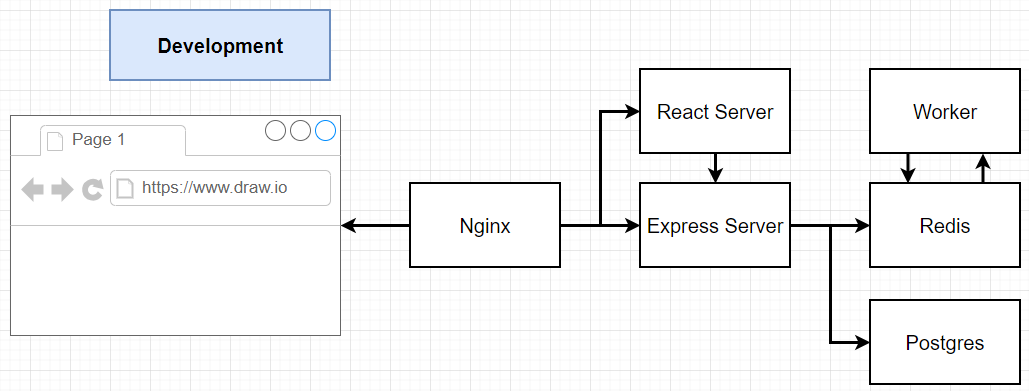 Development
Page 1
https://www.draw.io
Nginx
React Server
Express Server
Worker
Redis
Postgres